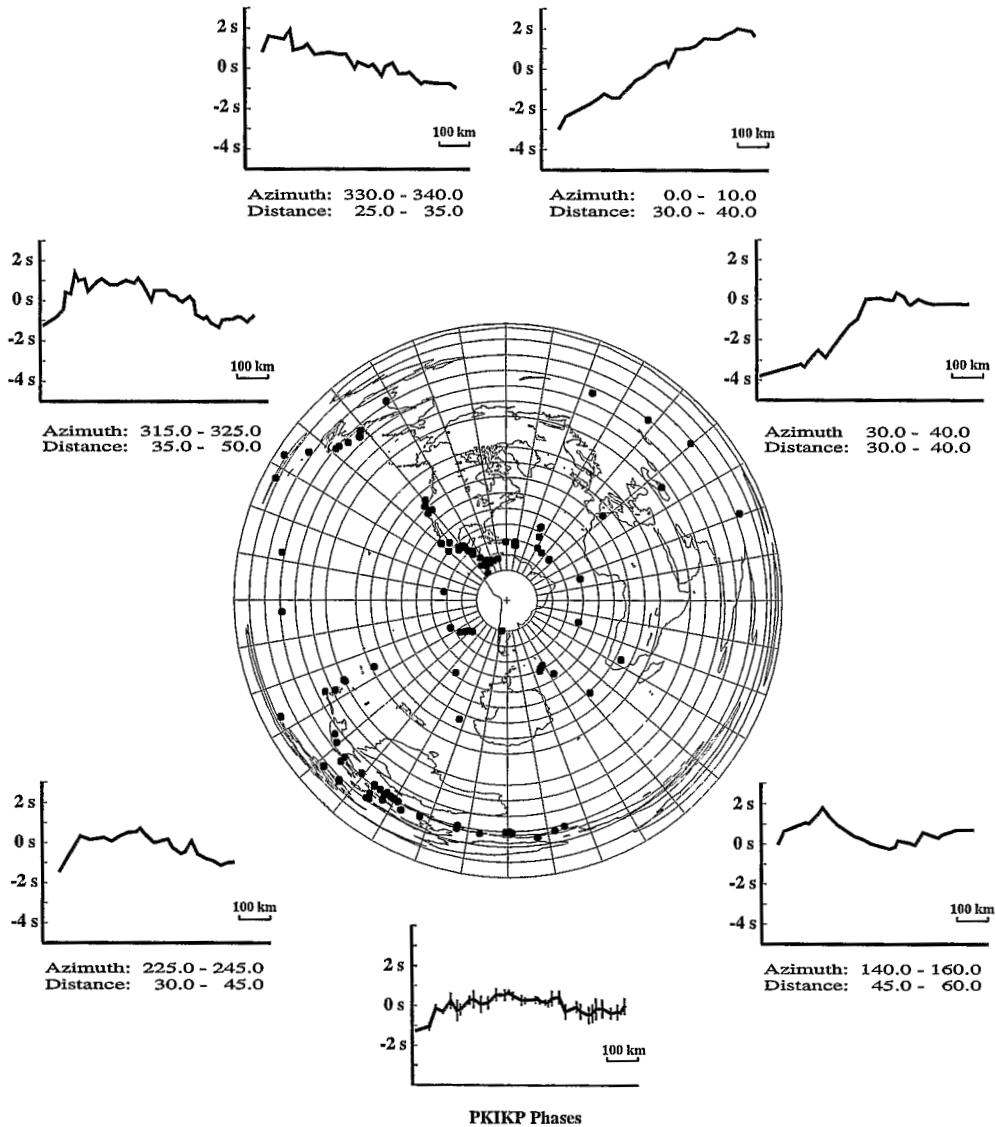 2 s
0 s
-2 s
-4 s
100 km
Azimuth: 330.0 - 340.0
Distance: 25.0 - 35.0
2 s
0 s
-2 s
-4 s
100 km
Azimuth: 0.0 - 10.0
Distance: 30.0 - 40.0
2 s
0 s
-2 s
-4 s
100 km
Azimuth: 315.0 - 325.0
Distance: 35.0 - 50.0
2 s
0 s
-2 s
-4 s
100 km
Azimuth 30.0 - 40.0
Distance: 30.0 - 40.0
2 s
0 s
-2 s
-4 s
100 km
Azimuth: 225.0 - 245.0
Distance: 30.0 - 45.0
2 s
0 s
-2 s
-4 s
100 km
Azimuth: 140.0 - 160.0
Distance: 45.0 - 60.0
2 s
0 s
-2 s
100 km
PKIKP Phases